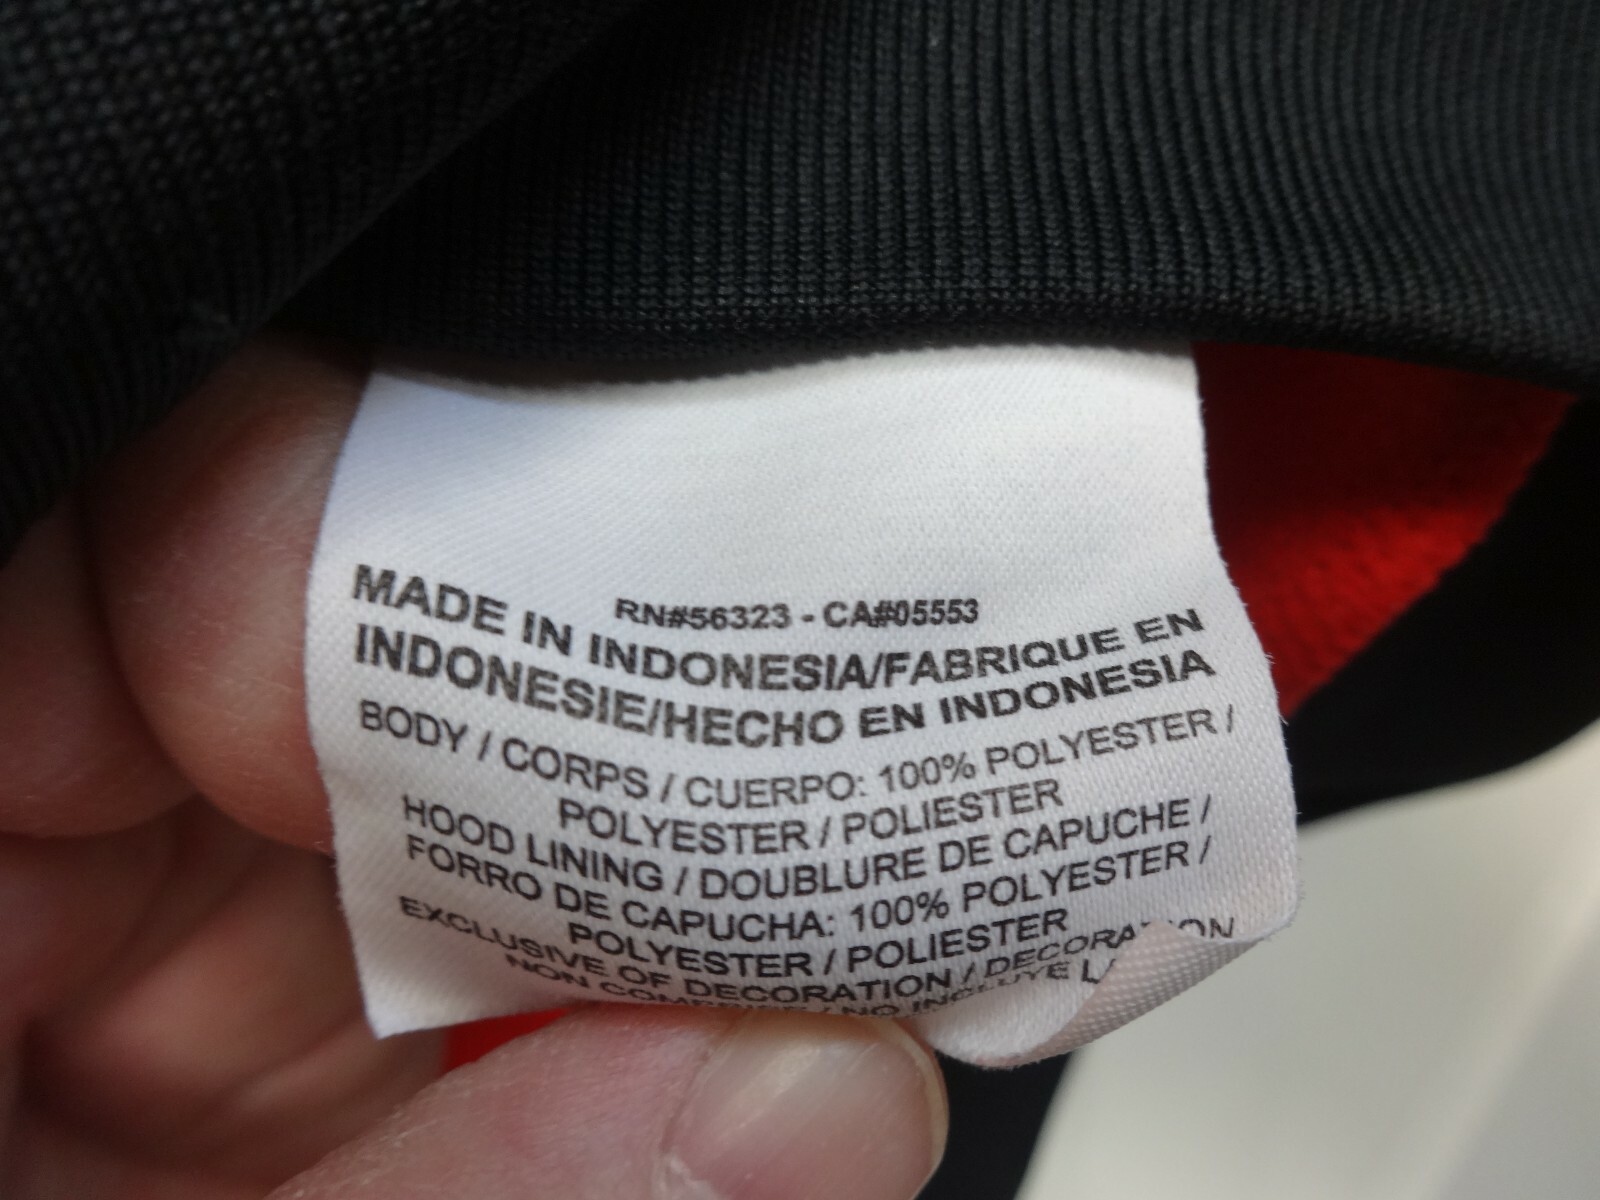 RN#56323 - CA#05553
MADE IN INDONESIA/FABRIQUE EN
INDONESIE/HECHO EN INDONESIA
BODY / CORPS / CUERPO: 100% POLYESTER /
POLYESTER / POLIESTER
HOOD LINING / DOUBLURE DE CAPUCHE /
FORRO DE CAPUCHA: 100% POLYESTER /
POLYESTER / POLIESTER
EXCLUSIVE OF DECORATION / DECORATION
NON / NO INCLUYE